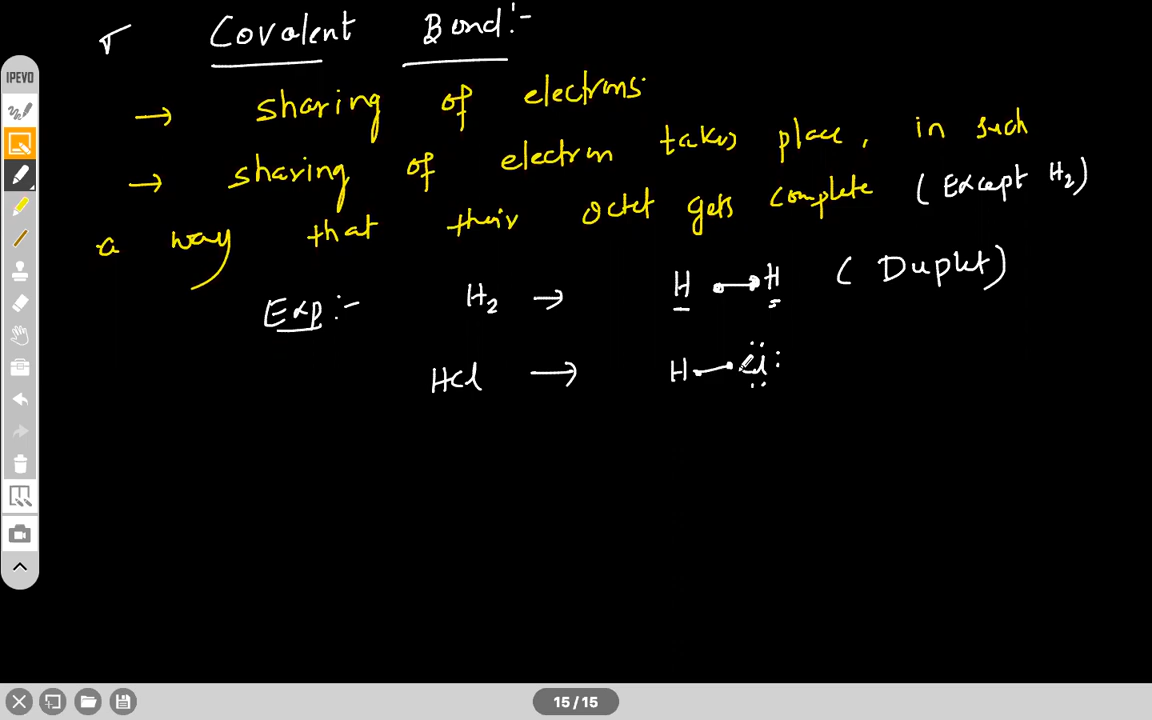 Covalent Bond:-
IPEVO
→ sharing of electrons.
→ sharing of electron takes place, in such
a way that their octet gets complete (Except H2)
Exp:- H2 → H H (Duplet)
HCl → H Cl
15/15